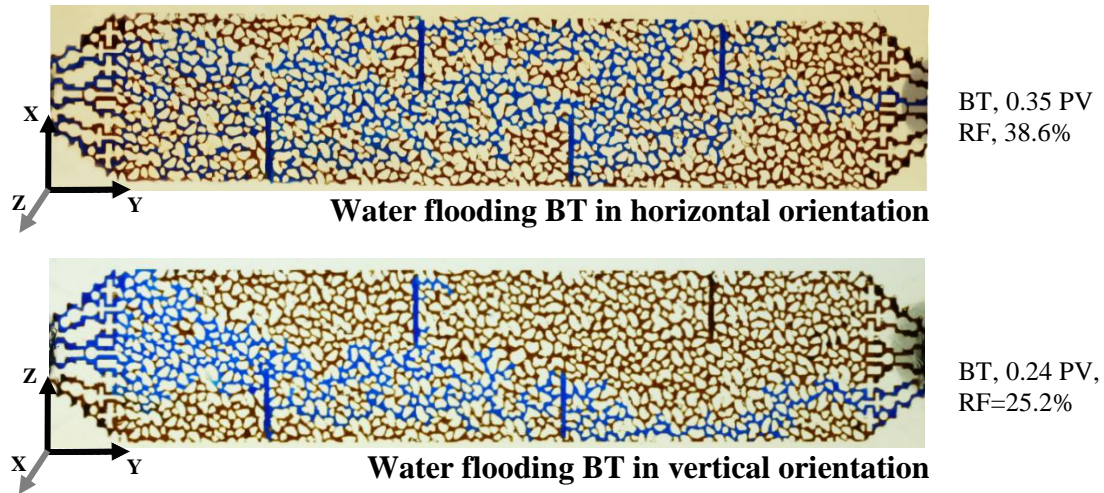 X
Z
Y
BT, 0.35 PV
RF, 38.6%
Water flooding BT in horizontal orientation
Z
X
Y
BT, 0.24 PV,
RF=25.2%
Water flooding BT in vertical orientation